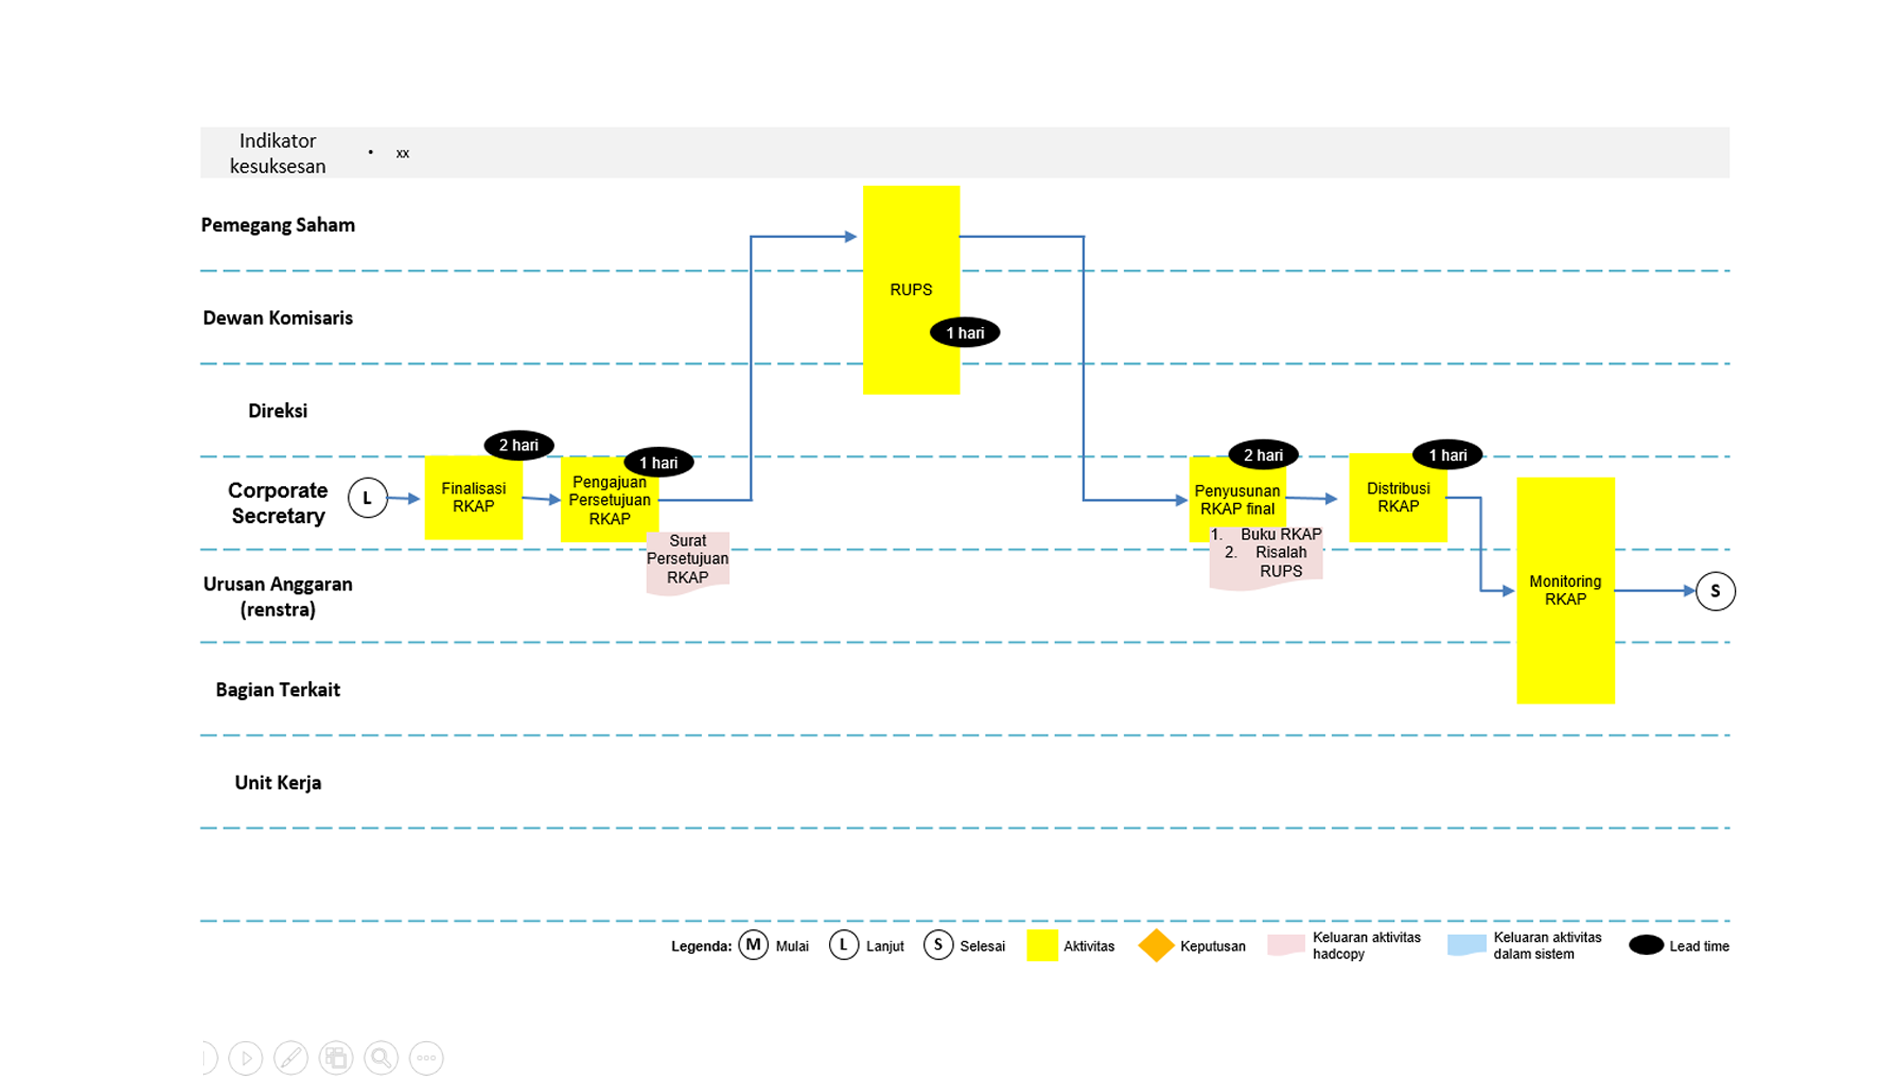 Indikator
kesuksesan
• xx
Pemegang Saham
RUPS
Dewan Komisaris
1 hari
Direksi
2 hari
1 hari
2 hari
1 hari
Corporate
Secretary
L
Finalisasi
RKAP
Pengajuan
Persetujuan
RKAP
Surat
Persetujuan
RKAP
Penyusunan
RKAP final
1. Buku RKAP
2. Risalah
RUPS
Distribusi
RKAP
Urusan Anggaran
(renstra)
Monitoring
RKAP
S
Bagian Terkait
Unit Kerja
Legenda:
M Mulai
L Lanjut
S Selesai
Aktivitas
Keputusan
Keluaran aktivitas
hadcopy
Keluaran aktivitas
dalam sistem
Lead time